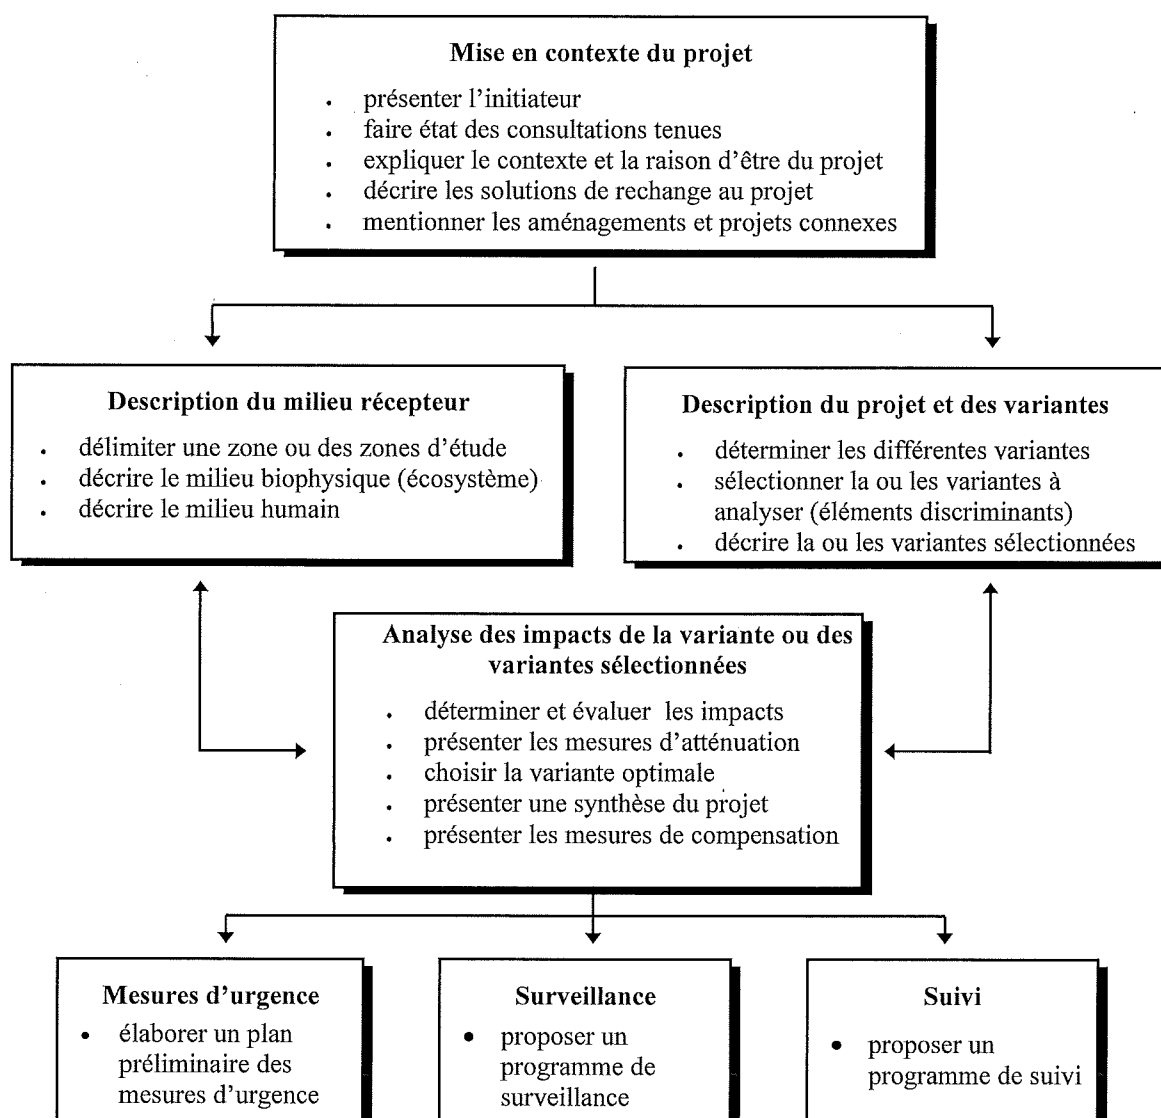 Mise en contexte du projet
• présenter l'initiateur
• faire état des consultations tenues
• expliquer le contexte et la raison d'être du projet
• décrire les solutions de rechange au projet
• mentionner les aménagements et projets connexes
Description du milieu récepteur
• délimiter une zone ou des zones d'étude
• décrire le milieu biophysique (écosystème)
• décrire le milieu humain
Description du projet et des variantes
• déterminer les différentes variantes
• sélectionner la ou les variantes à
analyser (éléments discriminants)
• décrire la ou les variantes sélectionnées
Analyse des impacts de la variante ou des
variantes sélectionnées
• déterminer et évaluer les impacts
• présenter les mesures d'atténuation
• choisir la variante optimale
• présenter une synthèse du projet
• présenter les mesures de compensation
Mesures d'urgence
• élaborer un plan
préliminaire des
mesures d'urgence
Surveillance
• proposer un
programme de
surveillance
Suivi
• proposer un
programme de suivi